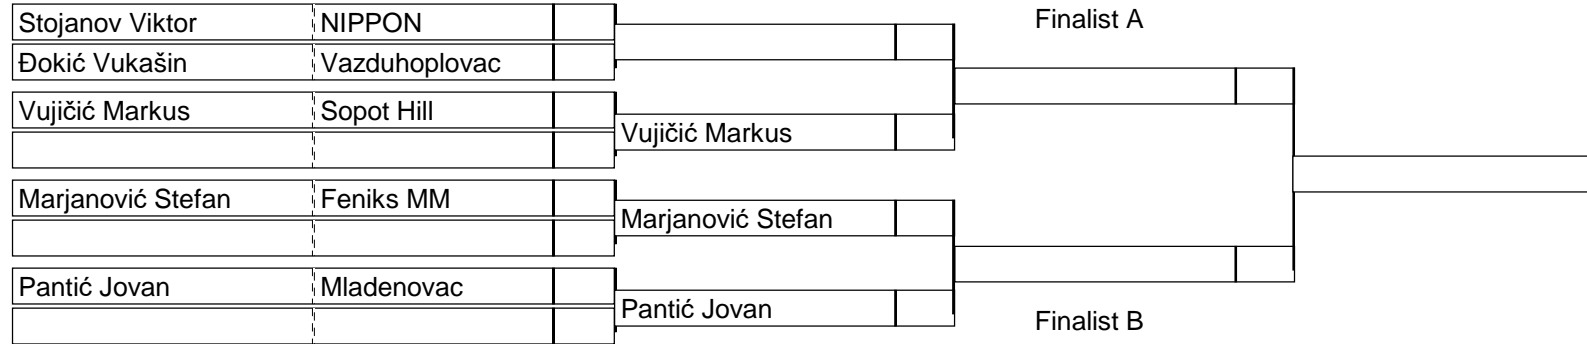 Stojanov Viktor NIPPON
Đokić Vukašin Vazduhoplovac
Vujičić Markus Sopot Hill
Marjanović Stefan Feniks MM
Pantić Jovan Mladenovac
Vujičić Markus
Marjanović Stefan
Pantić Jovan
Finalist A
Finalist B